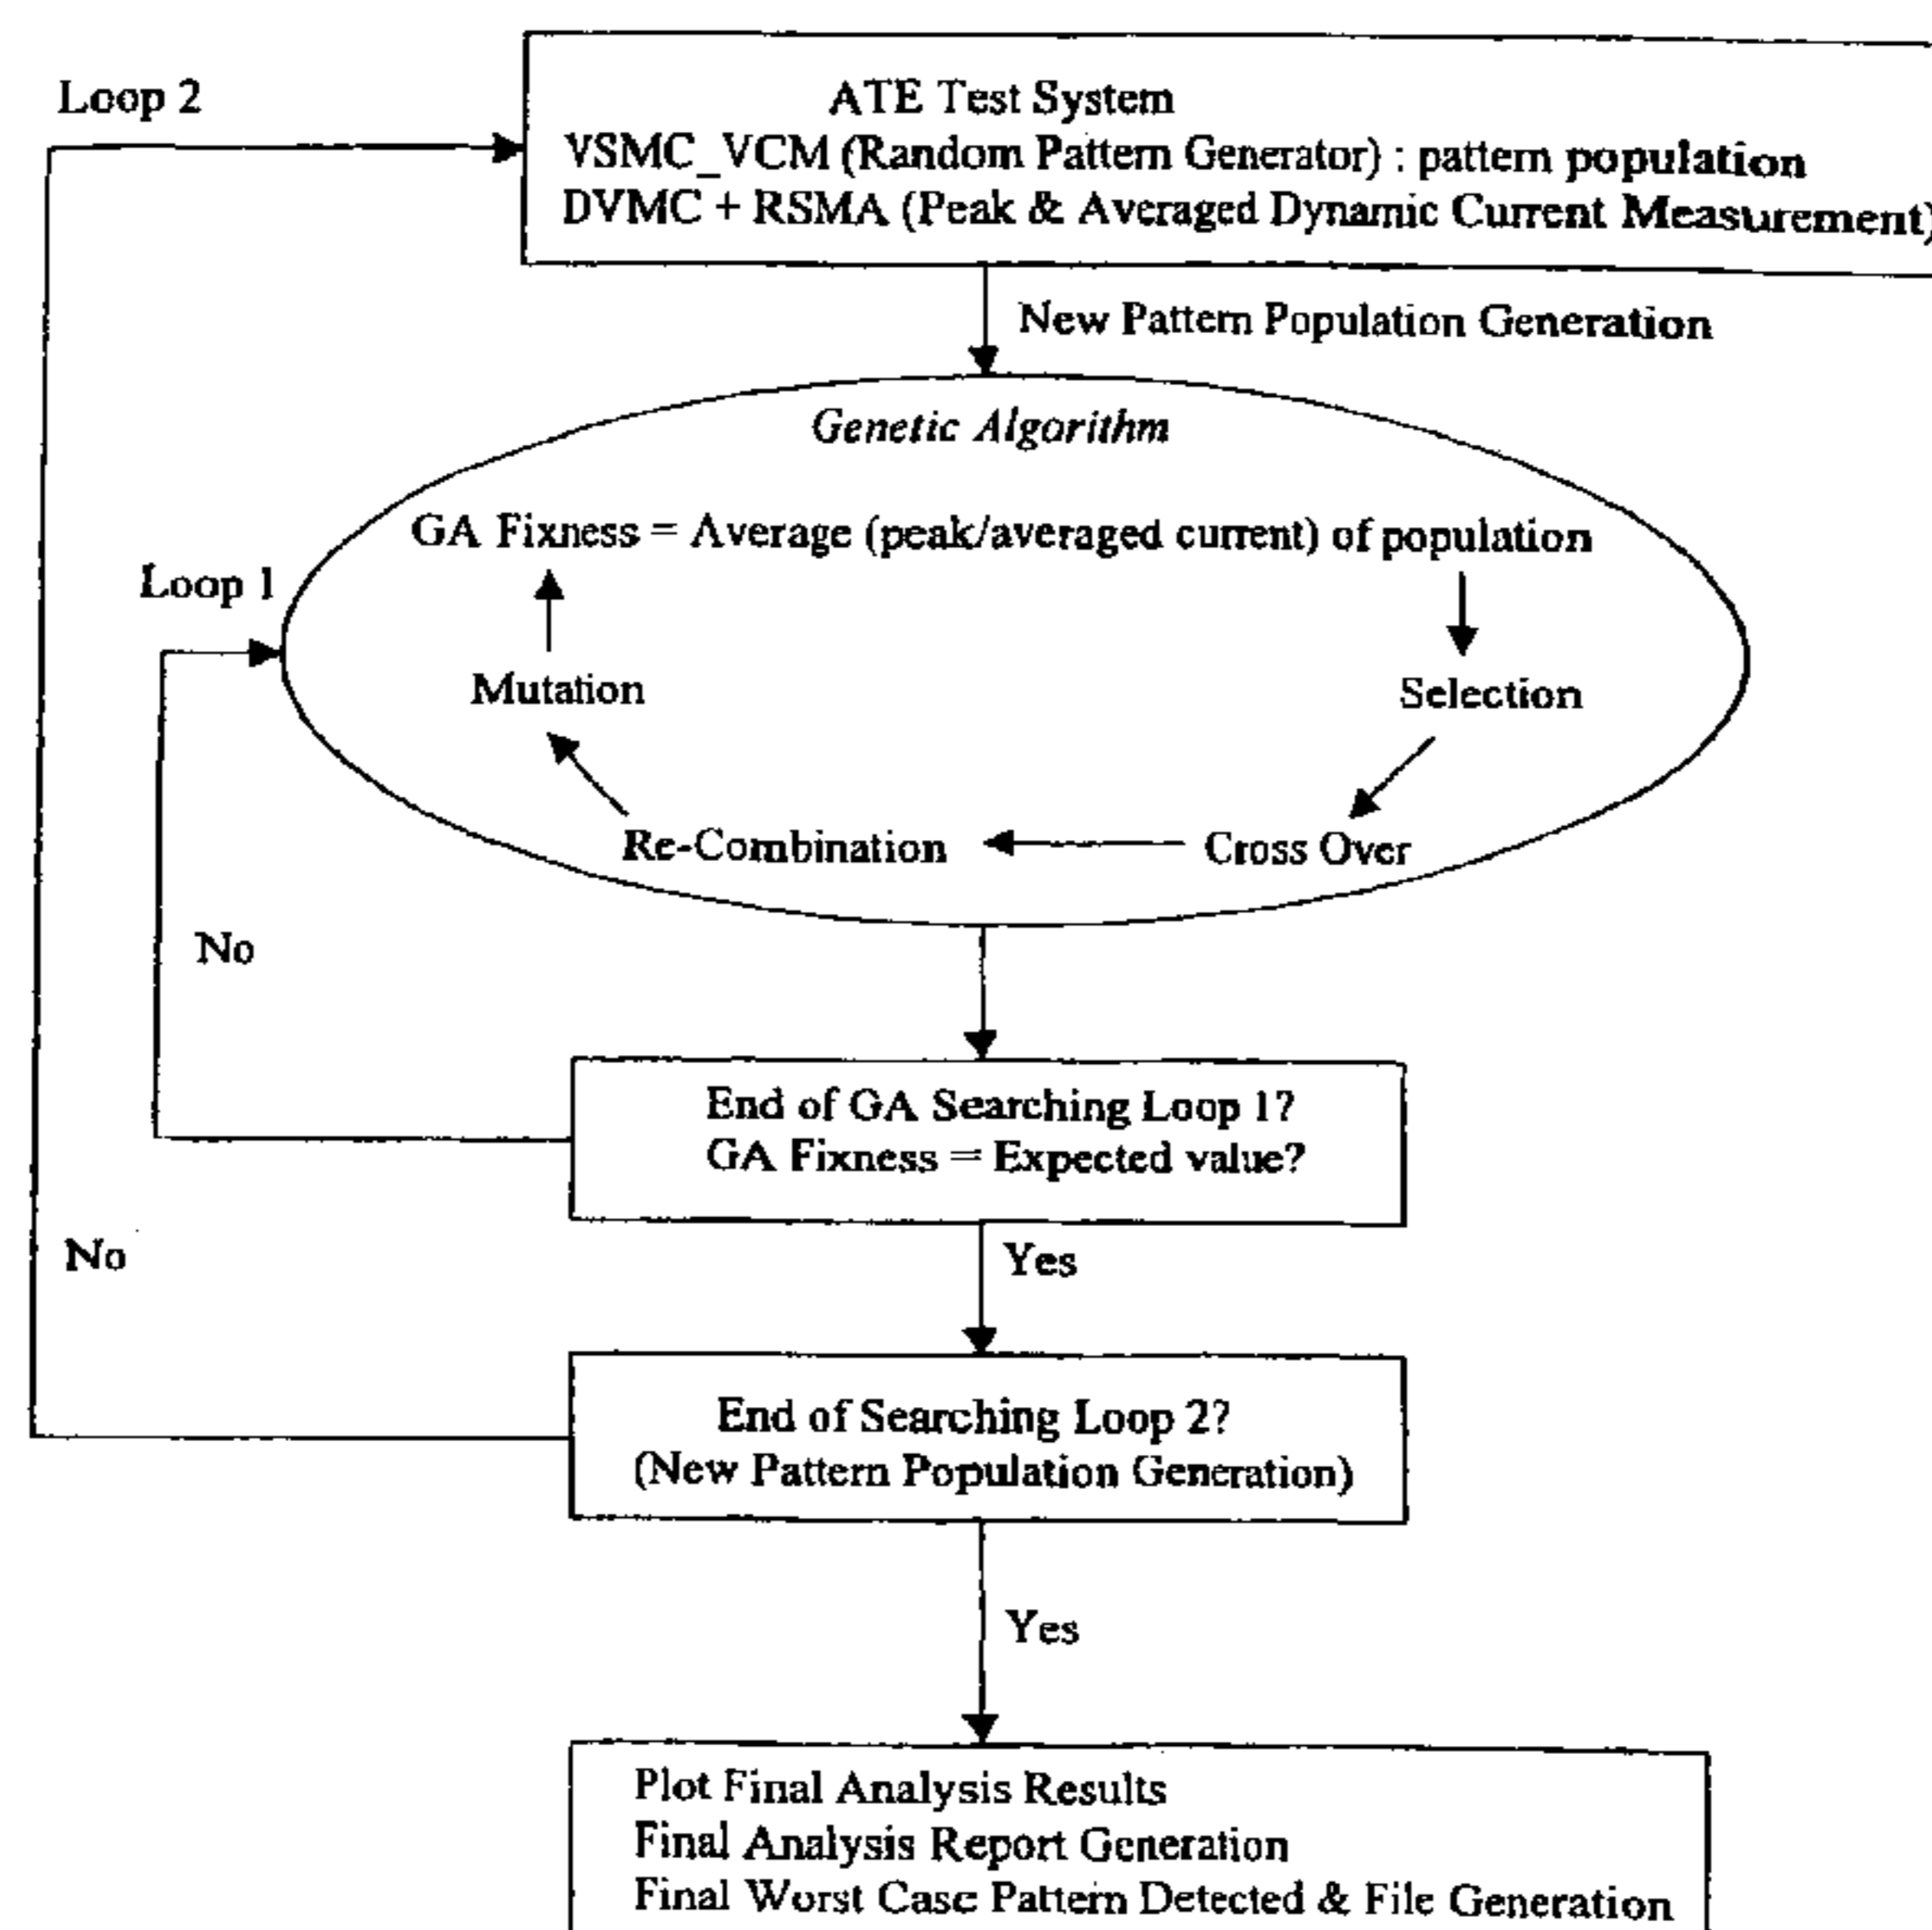 Loop 2
ATE Test System
VSMC_VCM (Random Pattern Generator) : pattern population
DVMC + RSMA (Peak & Averaged Dynamic Current Measurement)
New Pattern Population Generation
Genetic Algorithm
GA Fixness = Average (peak/averaged current) of population
Loop 1
Mutation
Selection
Re-Combination
Cross Over
No
End of GA Searching Loop 1?
GA Fixness = Expected value?
No
Yes
End of Searching Loop 2?
(New Pattern Population Generation)
Yes
Plot Final Analysis Results
Final Analysis Report Generation
Final Worst Case Pattern Detected & File Generation